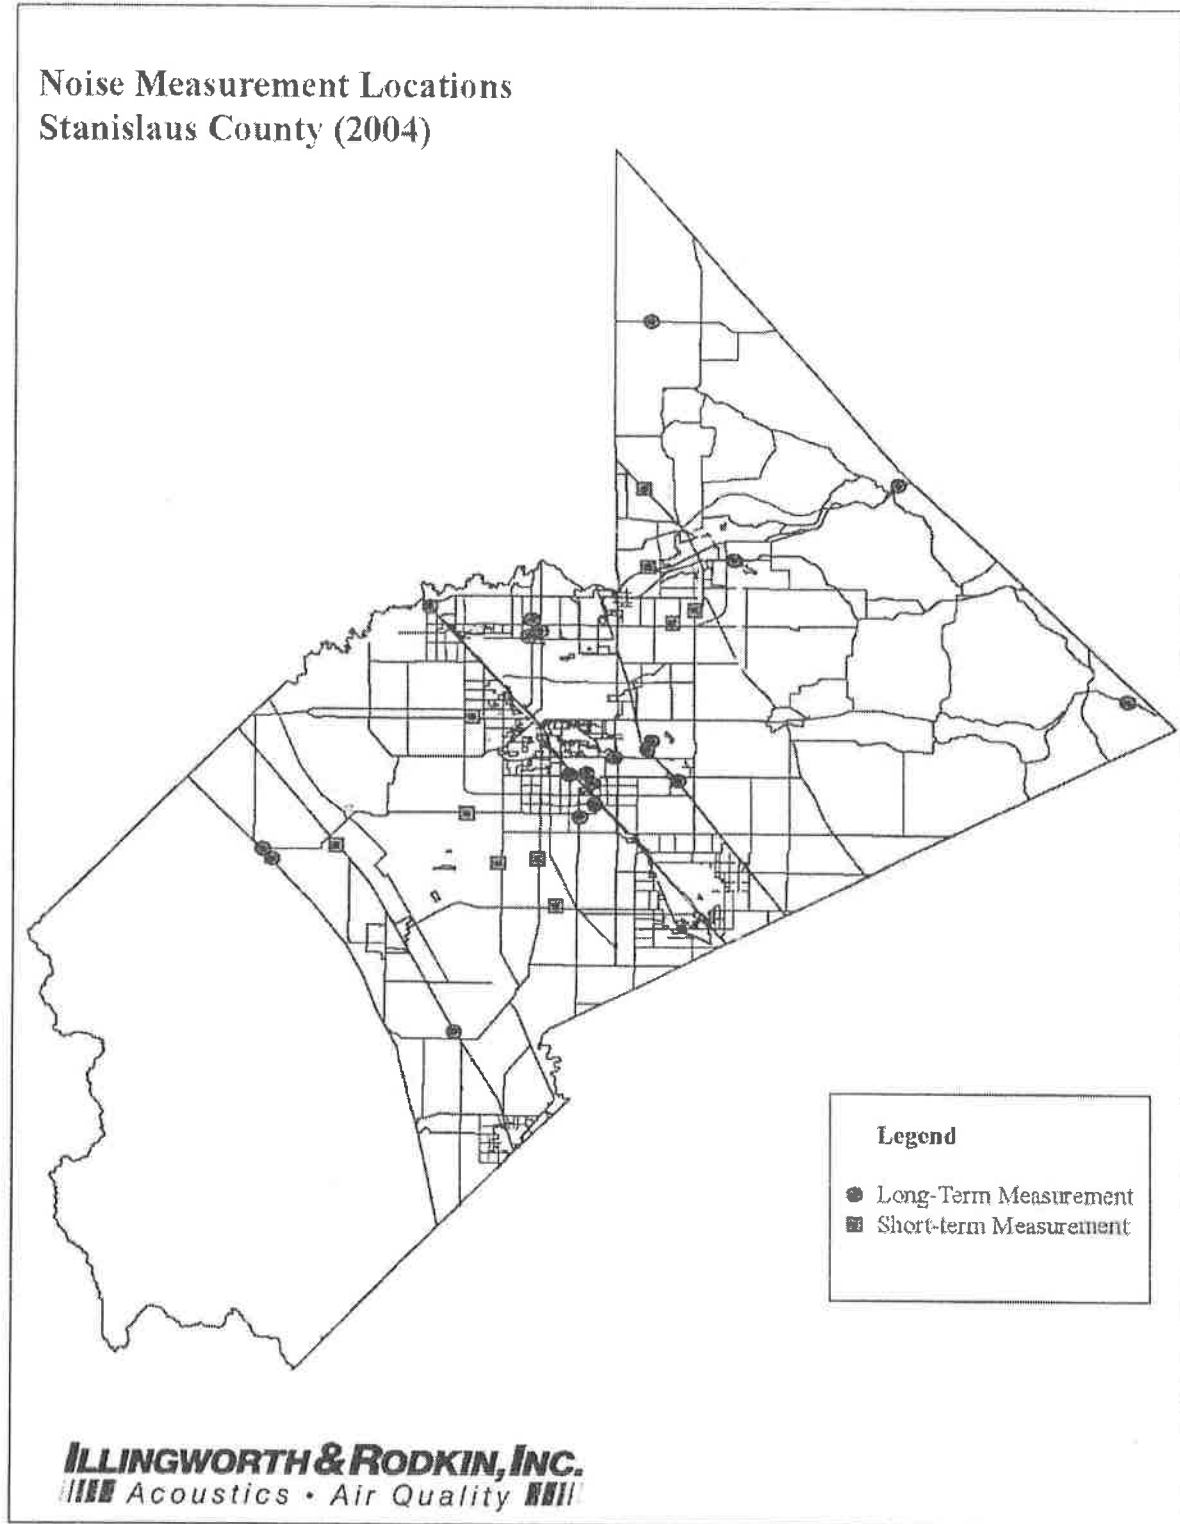 Noise Measurement Locations
Stanislaus County (2004)
Legend
Long-Term Measurement
Short-term Measurement
ILLINGWORTH & RODKIN, INC.
Acoustics • Air Quality